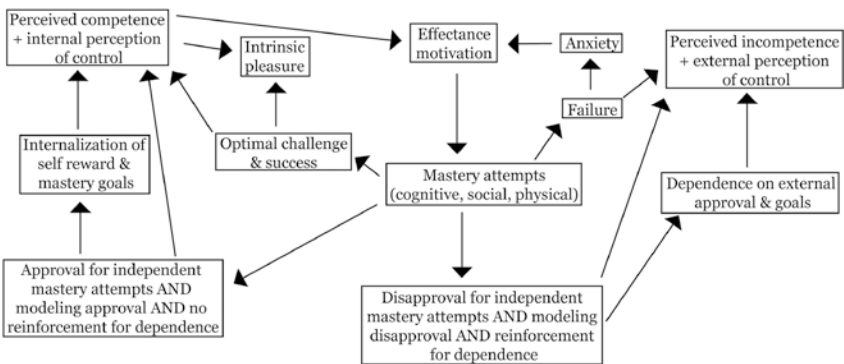 Perceived competence
+ internal perception
of control
Intrinsic
pleasure
Effectance
motivation
Anxiety
Perceived incompetence
+ external perception
of control
Failure
Internalization of
self reward &
mastery goals
Optimal challenge
& success
Mastery attempts
(cognitive, social, physical)
Dependence on external
approval & goals
Approval for independent
mastery attempts AND
modeling approval AND no
reinforcement for dependence
Disapproval for independent
mastery attempts AND modeling
disapproval AND reinforcement
for dependence